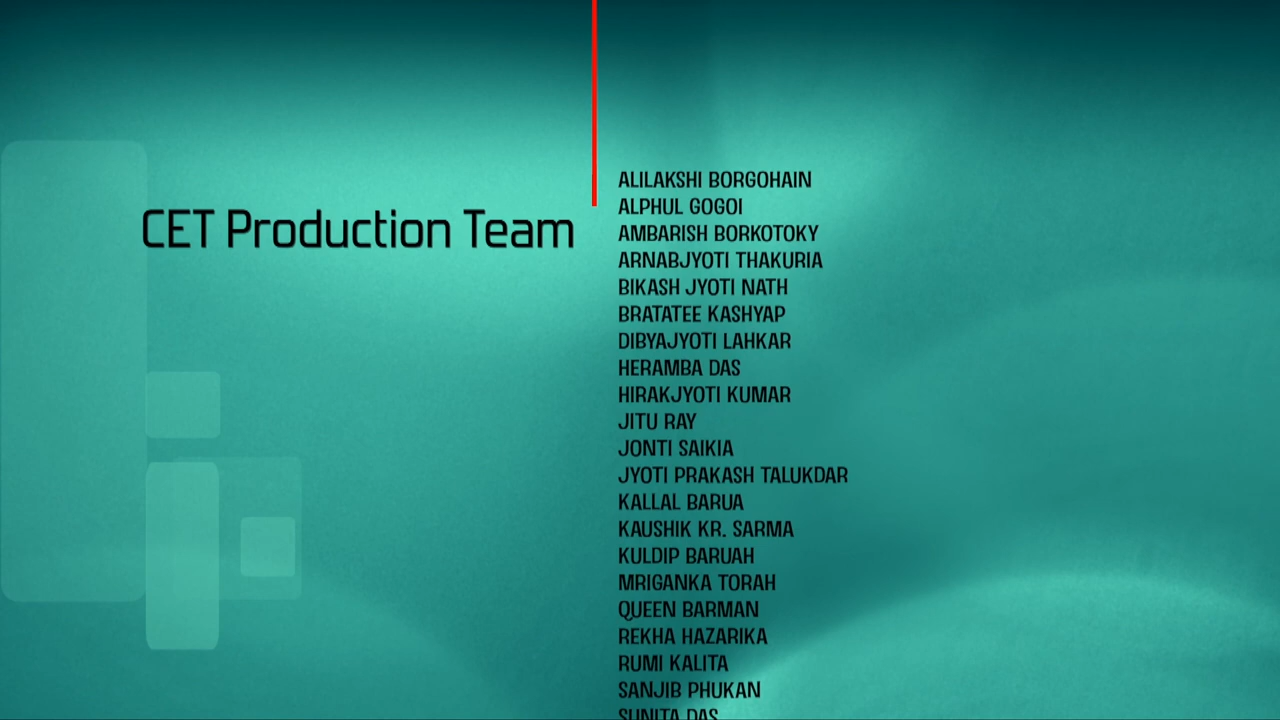 CET Production Team
ALILAKSHI BORGOHAIN
ALPHUL GOGOI
AMBARISH BORKOTOKY
ARNABJYOTI THAKURIA
BIKASH JYOTI NATH
BRATATEE KASHYAP
DIBYAJYOTI LAHKAR
HERAMBA DAS
HIRAKJYOTI KUMAR
JITU RAY
JONTI SAIKIA
JYOTI PRAKASH TALUKDAR
KALLAL BARUA
KAUSHIK KR. SARMA
KULDIP BARUAH
MRIGANKA TORAH
QUEEN BARMAN
REKHA HAZARIKA
RUMI KALITA
SANJIB PHUKAN
SUNITA DAS